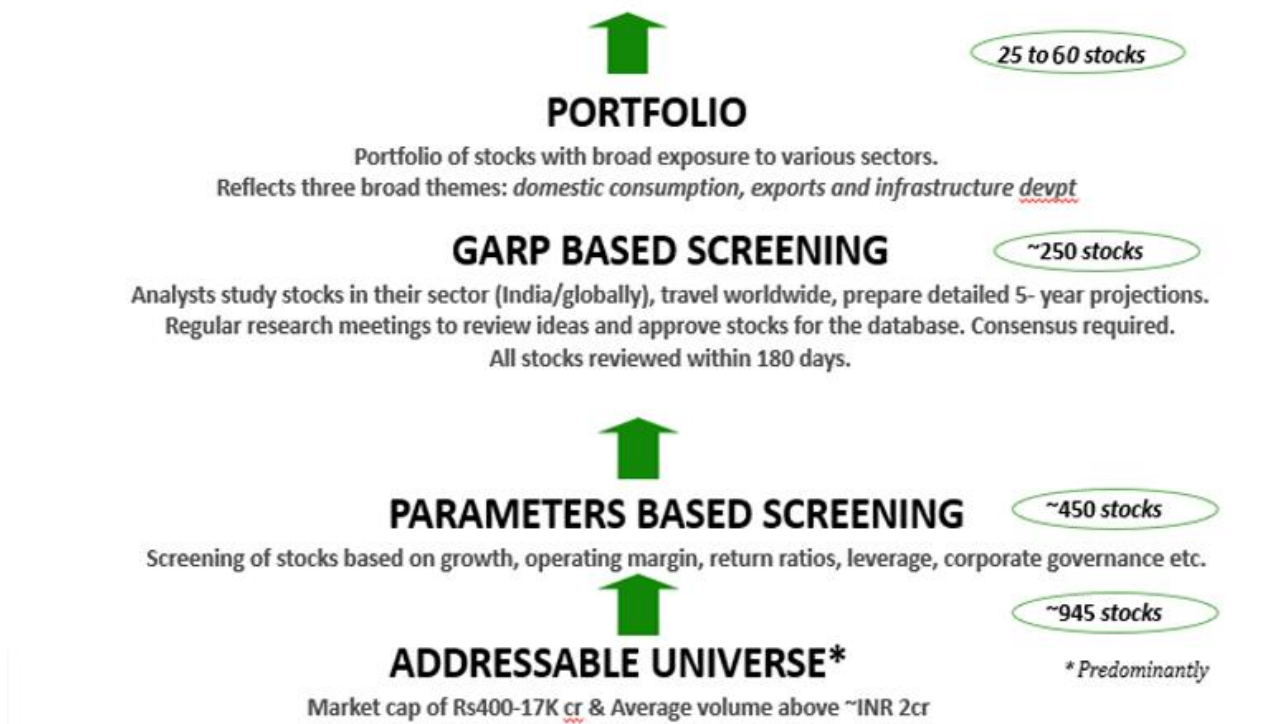 25 to 60 stocks
PORTFOLIO
Portfolio of stocks with broad exposure to various sectors.
Reflects three broad themes: domestic consumption, exports and infrastructure devpt
GARP BASED SCREENING
~250 stocks
Analysts study stocks in their sector (India/globally), travel worldwide, prepare detailed 5- year projections.
Regular research meetings to review ideas and approve stocks for the database. Consensus required.
All stocks reviewed within 180 days.
PARAMETERS BASED SCREENING
~450 stocks
Screening of stocks based on growth, operating margin, return ratios, leverage, corporate governance etc.
~945 stocks
ADDRESSABLE UNIVERSE*
* Predominantly
Market cap of Rs400-17K cr & Average volume above ~INR 2cr